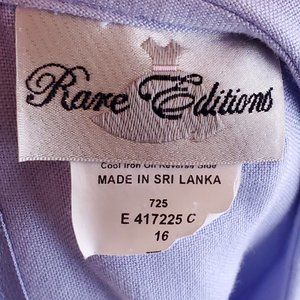 Rare Editions
Cool Iron On Reverse Side
MADE IN SRI LANKA
725
E 417225 C
16